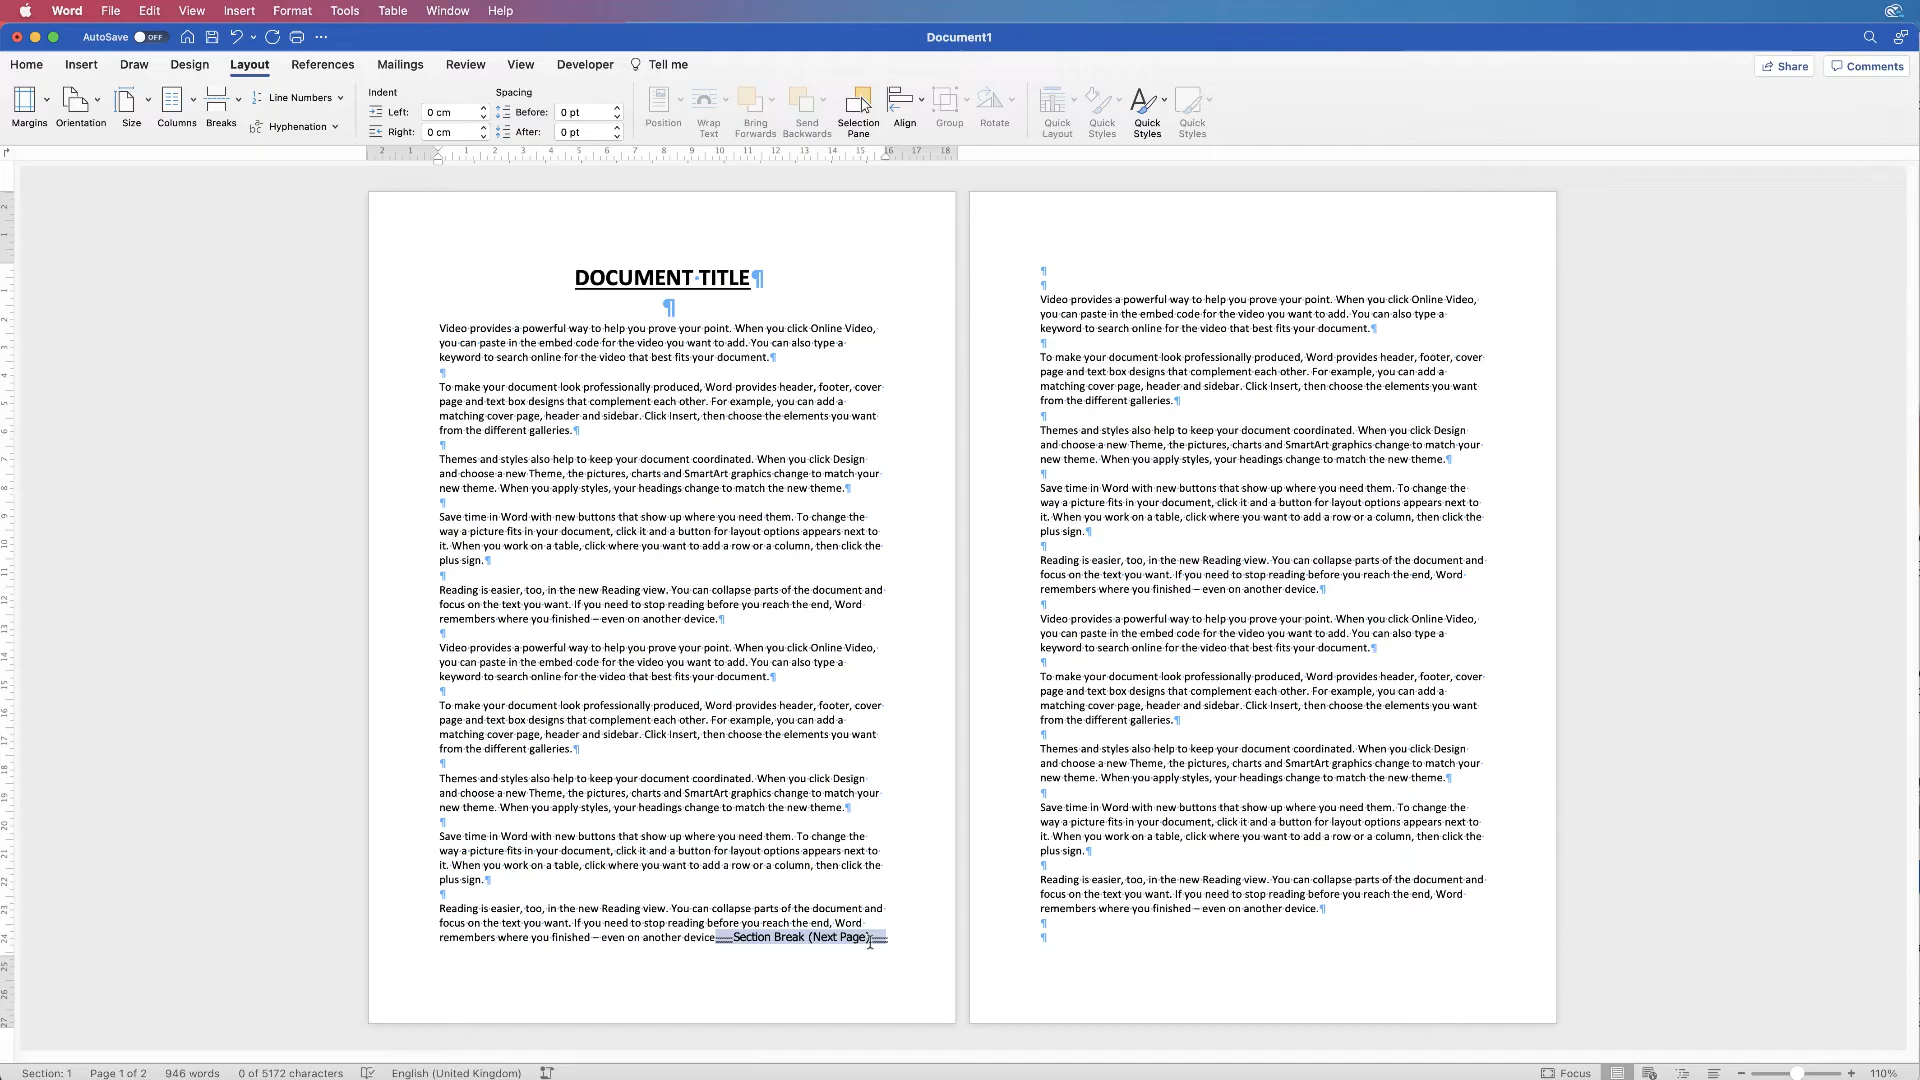 Word File Edit View Insert Format Tools Table Window Help
AutoSave OFF Document1
Home Insert Draw Design Layout References Mailings Review View Developer Tell me Share Comments
Margins Orientation Size Columns Breaks
Line Numbers
Hyphenation
Indent
Left: 0 cm
Right: 0 cm
Spacing
Before: 0 pt
After: 0 pt
Position
Wrap Text
Bring Forwards
Send Backwards
Selection Pane
Align
Group
Rotate
Quick Layout
Quick Styles
Quick Styles
Quick Styles
2 1 1 2 3 4 5 6 7 8 9 10 11 12 13 14 15 16 17 18
DOCUMENT TITLE¶
¶
Video provides a powerful way to help you prove your point. When you click Online Video,
you can paste in the embed code for the video you want to add. You can also type a
keyword to search online for the video that best fits your document.¶
¶
To make your document look professionally produced, Word provides header, footer, cover
page and text box designs that complement each other. For example, you can add a
matching cover page, header and sidebar. Click Insert, then choose the elements you want
from the different galleries.¶
¶
Themes and styles also help to keep your document coordinated. When you click Design
and choose a new Theme, the pictures, charts and SmartArt graphics change to match your
new theme. When you apply styles, your headings change to match the new theme.¶
¶
Save time in Word with new buttons that show up where you need them. To change the
way a picture fits in your document, click it and a button for layout options appears next to
it. When you work on a table, click where you want to add a row or a column, then click the
plus sign.¶
¶
Reading is easier, too, in the new Reading view. You can collapse parts of the document and
focus on the text you want. If you need to stop reading before you reach the end, Word
remembers where you finished – even on another device.¶
¶
Video provides a powerful way to help you prove your point. When you click Online Video,
you can paste in the embed code for the video you want to add. You can also type a
keyword to search online for the video that best fits your document.¶
¶
To make your document look professionally produced, Word provides header, footer, cover
page and text box designs that complement each other. For example, you can add a
matching cover page, header and sidebar. Click Insert, then choose the elements you want
from the different galleries.¶
¶
Themes and styles also help to keep your document coordinated. When you click Design
and choose a new Theme, the pictures, charts and SmartArt graphics change to match your
new theme. When you apply styles, your headings change to match the new theme.¶
¶
Save time in Word with new buttons that show up where you need them. To change the
way a picture fits in your document, click it and a button for layout options appears next to
it. When you work on a table, click where you want to add a row or a column, then click the
plus sign.¶
¶
Reading is easier, too, in the new Reading view. You can collapse parts of the document and
focus on the text you want. If you need to stop reading before you reach the end, Word
remembers where you finished – even on another device Section Break (Next Page)
¶
¶
Video provides a powerful way to help you prove your point. When you click Online Video,
you can paste in the embed code for the video you want to add. You can also type a
keyword to search online for the video that best fits your document.¶
¶
To make your document look professionally produced, Word provides header, footer, cover
page and text box designs that complement each other. For example, you can add a
matching cover page, header and sidebar. Click Insert, then choose the elements you want
from the different galleries.¶
¶
Themes and styles also help to keep your document coordinated. When you click Design
and choose a new Theme, the pictures, charts and SmartArt graphics change to match your
new theme. When you apply styles, your headings change to match the new theme.¶
¶
Save time in Word with new buttons that show up where you need them. To change the
way a picture fits in your document, click it and a button for layout options appears next to
it. When you work on a table, click where you want to add a row or a column, then click the
plus sign.¶
¶
Reading is easier, too, in the new Reading view. You can collapse parts of the document and
focus on the text you want. If you need to stop reading before you reach the end, Word
remembers where you finished – even on another device.¶
¶
Video provides a powerful way to help you prove your point. When you click Online Video,
you can paste in the embed code for the video you want to add. You can also type a
keyword to search online for the video that best fits your document.¶
¶
To make your document look professionally produced, Word provides header, footer, cover
page and text box designs that complement each other. For example, you can add a
matching cover page, header and sidebar. Click Insert, then choose the elements you want
from the different galleries.¶
¶
Themes and styles also help to keep your document coordinated. When you click Design
and choose a new Theme, the pictures, charts and SmartArt graphics change to match your
new theme. When you apply styles, your headings change to match the new theme.¶
¶
Save time in Word with new buttons that show up where you need them. To change the
way a picture fits in your document, click it and a button for layout options appears next to
it. When you work on a table, click where you want to add a row or a column, then click the
plus sign.¶
¶
Reading is easier, too, in the new Reading view. You can collapse parts of the document and
focus on the text you want. If you need to stop reading before you reach the end, Word
remembers where you finished – even on another device.¶
¶
¶
Section: 1 Page 1 of 2 946 words 0 of 5172 characters English (United Kingdom) Focus 110%